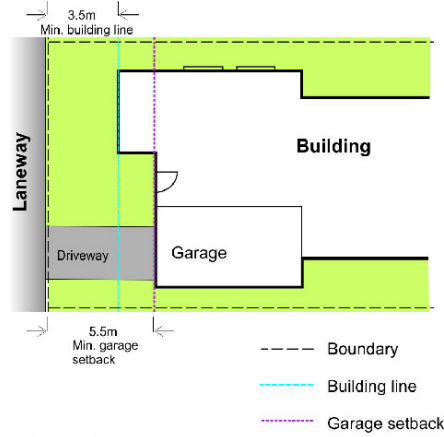 3.5m
Min. building line
Laneway
Building
Driveway
Garage
5.5m
Min. garage
setback
Boundary
Building line
Garage setback